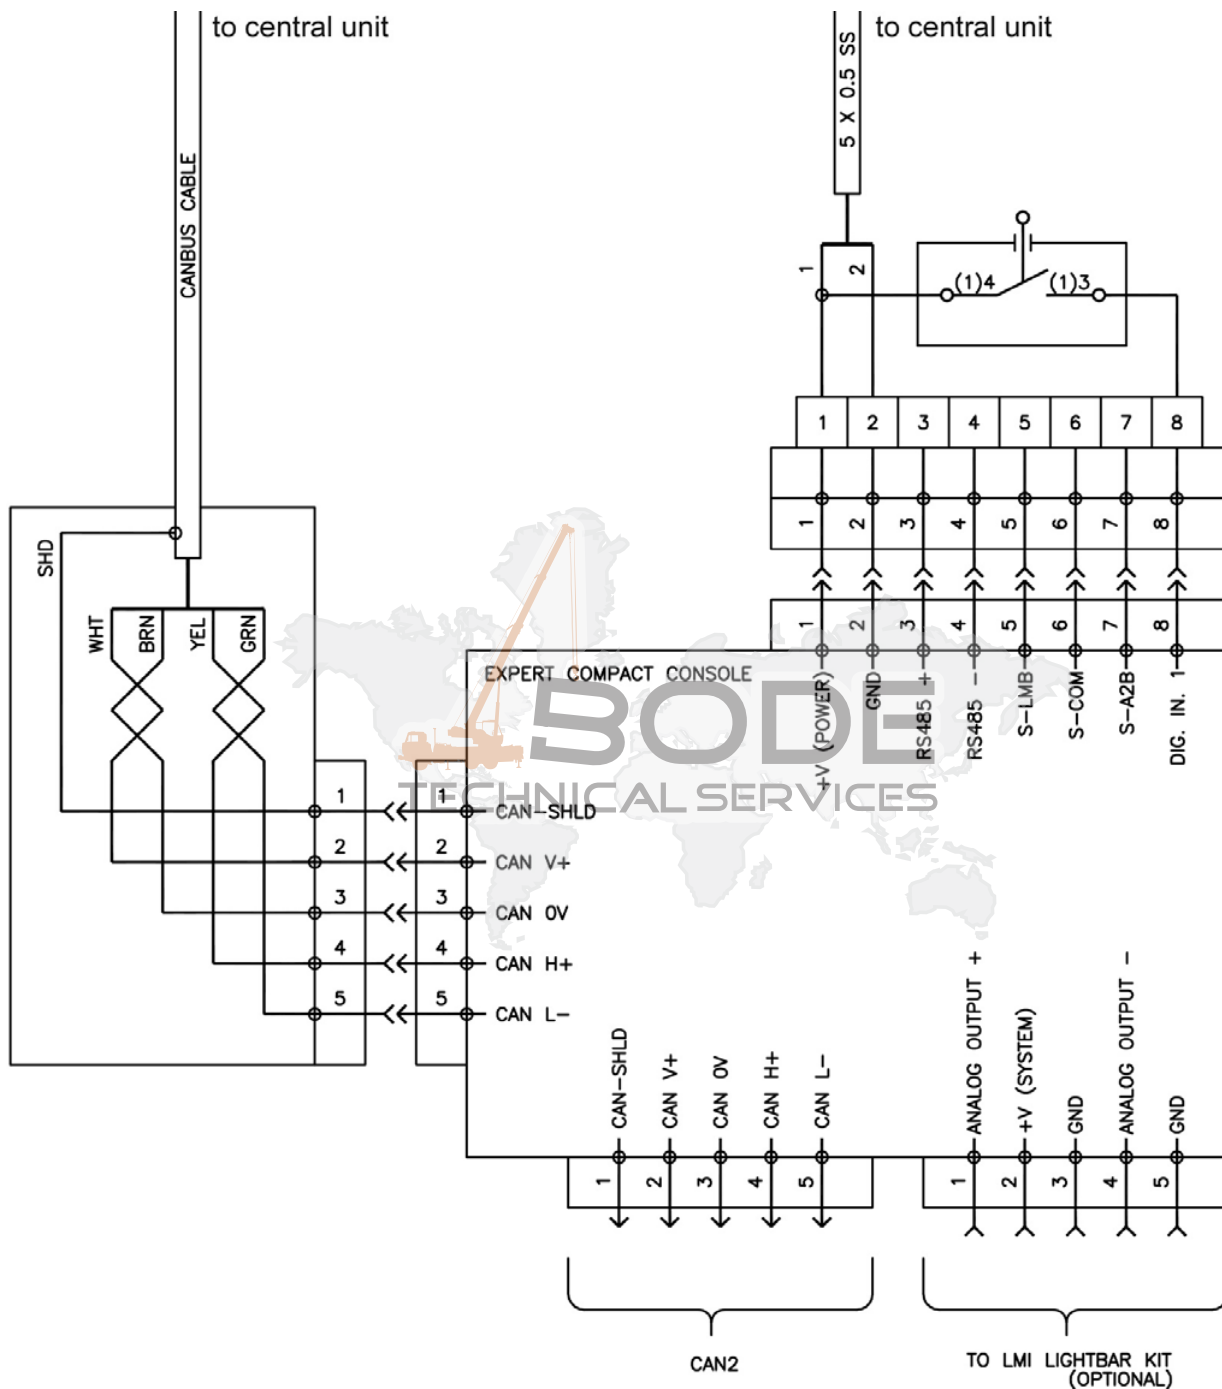 to central unit
to central unit
5 X 0.5 SS
CANBUS CABLE
1
2
(1)4
(1)3
1 2 3 4 5 6 7 8
1 2 3 4 5 6 7 8
1 2 3 4 5 6 7 8
SHD
WHT
BRN
YEL
GRN
EXPERT COMPACT CONSOLE
+V (POWER)
GND
RS485 +
RS485 -
S-LMB
S-COM
S-A2B
DIG. IN. 1
BODE
TECHNICAL SERVICES
1 1 CAN-SHLD
2 2 CAN V+
3 3 CAN 0V
4 4 CAN H+
5 5 CAN L-
CAN-SHLD
CAN V+
CAN 0V
CAN H+
CAN L-
ANALOG OUTPUT +
+V (SYSTEM)
GND
ANALOG OUTPUT -
GND
1 2 3 4 5
1 2 3 4 5
CAN2
TO LMI LIGHTBAR KIT
(OPTIONAL)